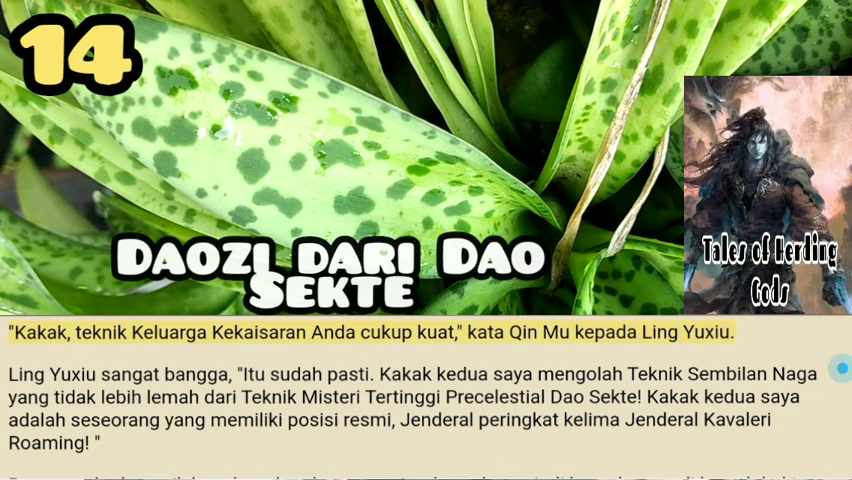 14
Daozi dari Dao
Sekte
Tales of Herding
Gods
"Kakak, teknik Keluarga Kekaisaran Anda cukup kuat," kata Qin Mu kepada Ling Yuxiu.
Ling Yuxiu sangat bangga, "Itu sudah pasti. Kakak kedua saya mengolah Teknik Sembilan Naga
yang tidak lebih lemah dari Teknik Misteri Tertinggi Precelestial Dao Sekte! Kakak kedua saya
adalah seseorang yang memiliki posisi resmi, Jenderal peringkat kelima Jenderal Kavaleri
Roaming! "